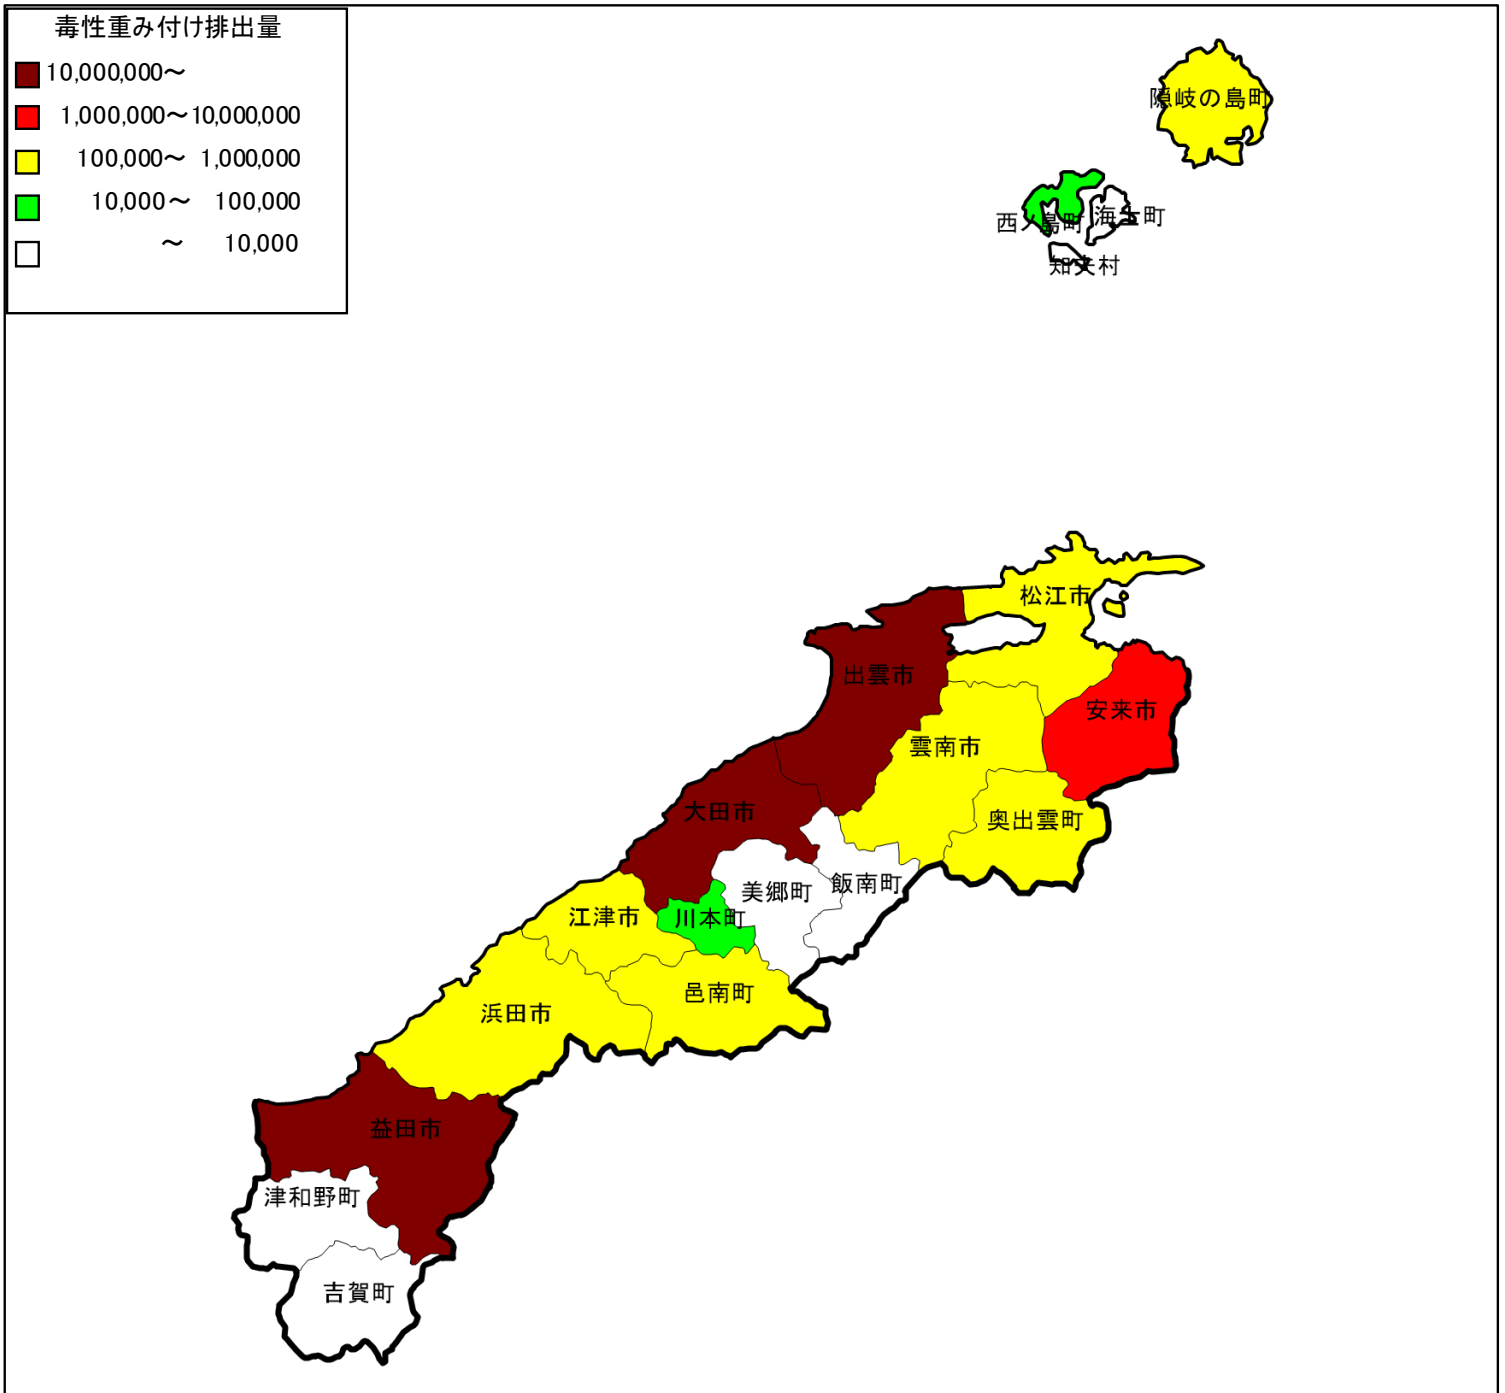 毒性重み付け排出量
10,000,000～
1,000,000～10,000,000
100,000～ 1,000,000
10,000～ 100,000
～ 10,000
隠岐の島町
西ノ島町
海士町
知夫村
松江市
出雲市
安来市
雲南市
大田市
奥出雲町
美郷町
飯南町
江津市
川本町
邑南町
浜田市
益田市
津和野町
吉賀町